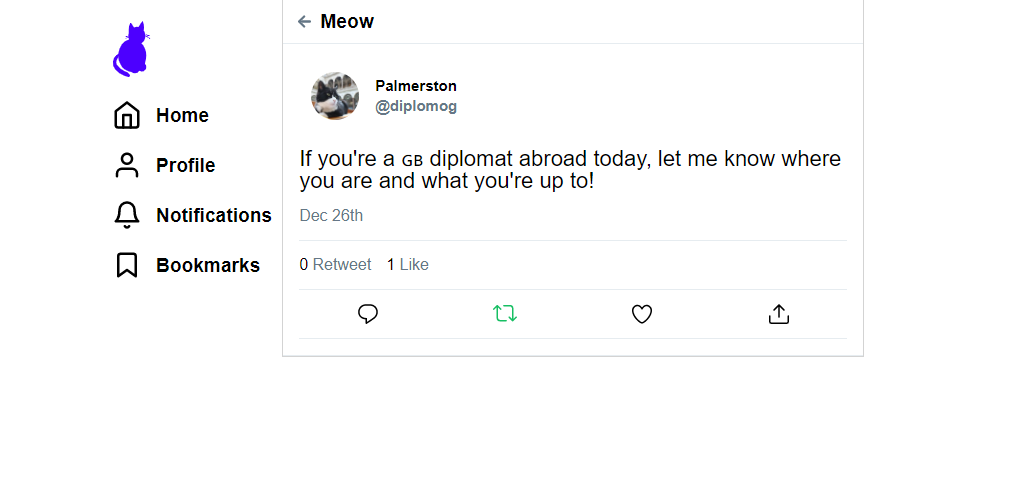 Meow
Home
Profile
Notifications
Bookmarks
Palmerston
@diplomog
If you're a GB diplomat abroad today, let me know where
you are and what you're up to!
Dec 26th
0 Retweet 1 Like